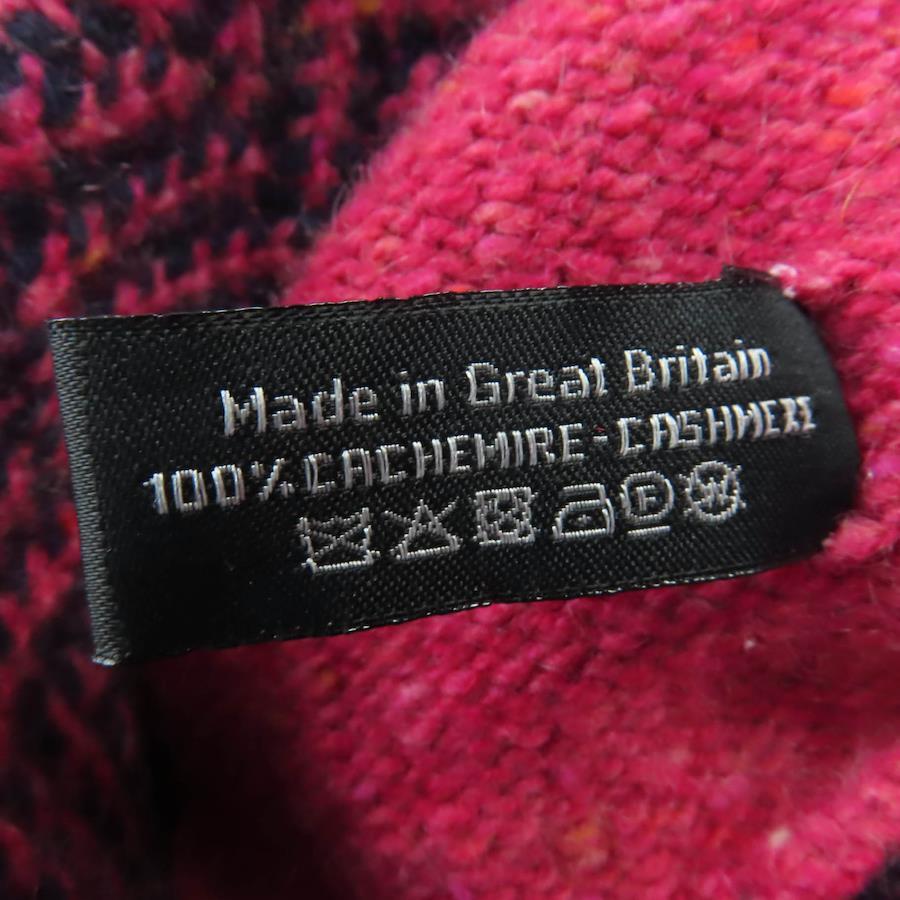 Made in Great Britain
100% CACHEMIRE - CASHMERE
F W